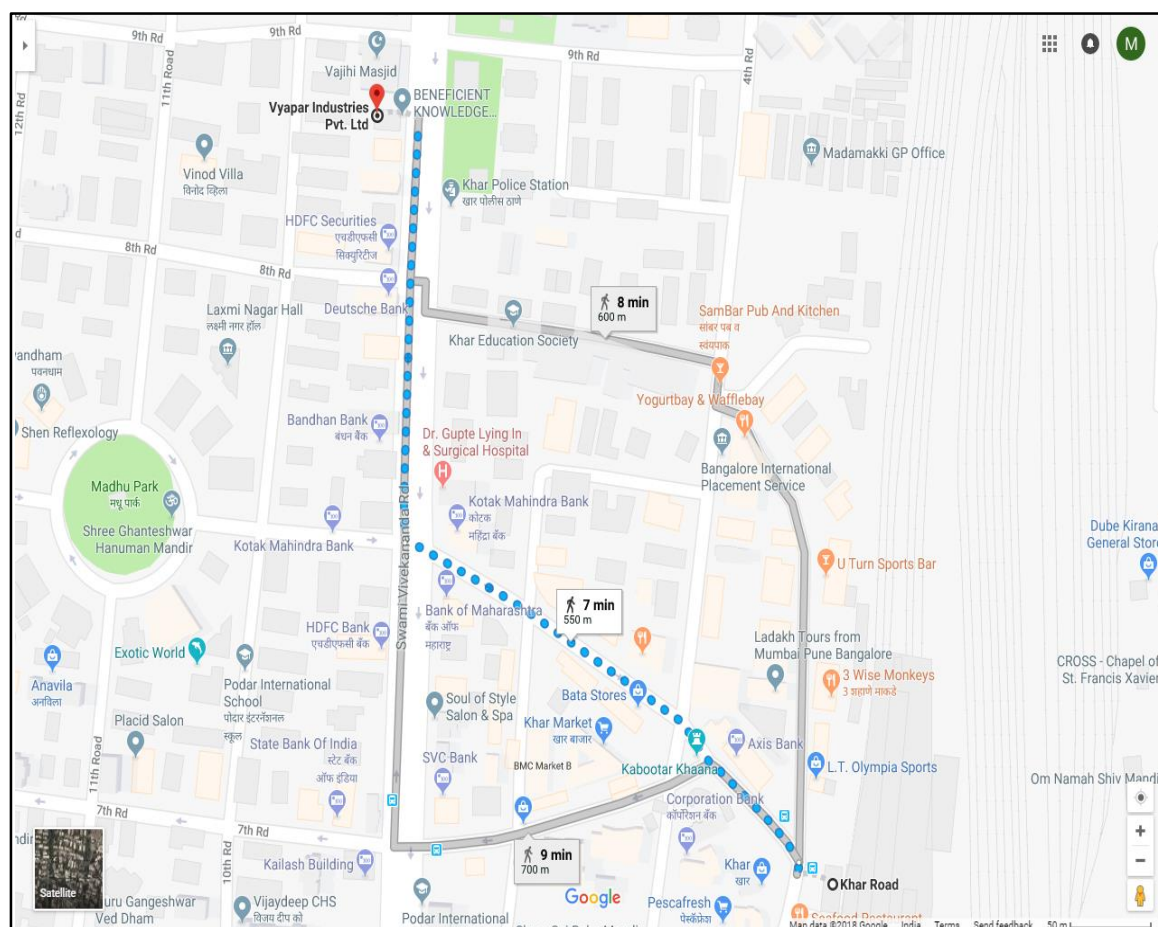 9th Rd
9th Rd
9th Rd
12th Rd
11th Road
4th Rd
M
Vajihi Masjid
Vyapar Industries
Pvt. Ltd
BENEFICIENT
KNOWLEDGE...
Madamakki GP Office
Vinod Villa
विनोद व्हिला
Khar Police Station
खार पोलीस ठाणे
HDFC Securities
एचडीएफसी
सिक्युरिटीज
8th Rd
8th Rd
Deutsche Bank
8 min
600 m
Laxmi Nagar Hall
लक्ष्मी नगर हॉल
SamBar Pub And Kitchen
सांबर पब व
स्वयंपाक
Khar Education Society
पवनधाम
Yogurtbay & Wafflebay
Shen Reflexology
Bandhan Bank
बंधन बँक
Dr. Gupte Lying In
& Surgical Hospital
Bangalore International
Placement Service
Madhu Park
मधू पार्क
Shree Ghanteshwar
Hanuman Mandir
Kotak Mahindra Bank
कोटक
महिंद्रा बँक
Kotak Mahindra Bank
Swami Vivekananda Rd
Dube Kirana
General Store
U Turn Sports Bar
7 min
550 m
Bank of Maharashtra
बँक ऑफ
महाराष्ट्र
HDFC Bank
एचडीएफसी बँक
Ladakh Tours from
Mumbai Pune Bangalore
Exotic World
Anavila
अनविला
Podar International
School
पोदार इंटरनॅशनल
स्कूल
3 Wise Monkeys
3 शहाणे माकडे
CROSS - Chapel of
St. Francis Xavier
Bata Stores
Soul of Style
Salon & Spa
Placid Salon
Khar Market
खार बाजार
Axis Bank
State Bank Of India
स्टेट बँक
ऑफ इंडिया
SVC Bank
BMC Market B
Kabootar Khaana
L.T. Olympia Sports
11th Road
Om Namah Shiv Mandi
Corporation Bank
कॉर्पोरेशन बँक
7th Rd
7th Rd
10th Rd
9 min
700 m
Kailash Building
Khar
खार
Khar Road
Satellite
Google
Guru Gangeshwar
Ved Dham
Vijaydeep CHS
विजय दीप को
Podar International
Pescafresh
Seafood Restaurant
Map data ©2018 Google
India
Terms
Send feedback
50 m